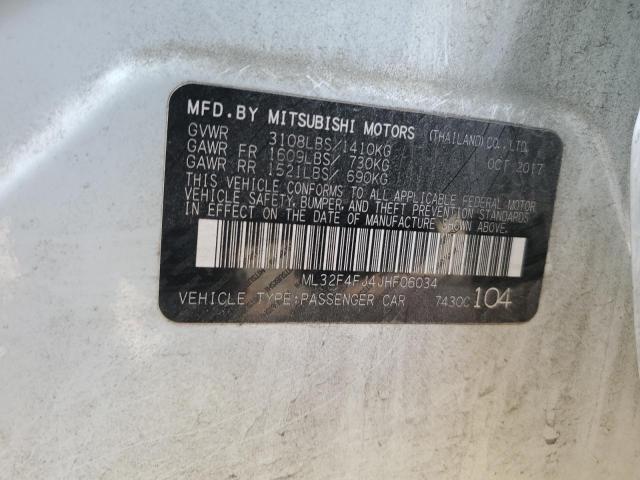 MFD.BY MITSUBISHI MOTORS (THAILAND) CO., LTD.
GVWR 3108LBS/1410KG OCT 2017
GAWR FR 1609LBS/ 730KG
GAWR RR 1521LBS/ 690KG
THIS VEHICLE CONFORMS TO ALL APPLICABLE FEDERAL MOTOR
VEHICLE SAFETY, BUMPER, AND THEFT PREVENTION STANDARDS
IN EFFECT ON THE DATE OF MANUFACTURE SHOWN ABOVE.
ML32F4FJ4JHF06034
VEHICLE TYPE:PASSENGER CAR 7430C 104